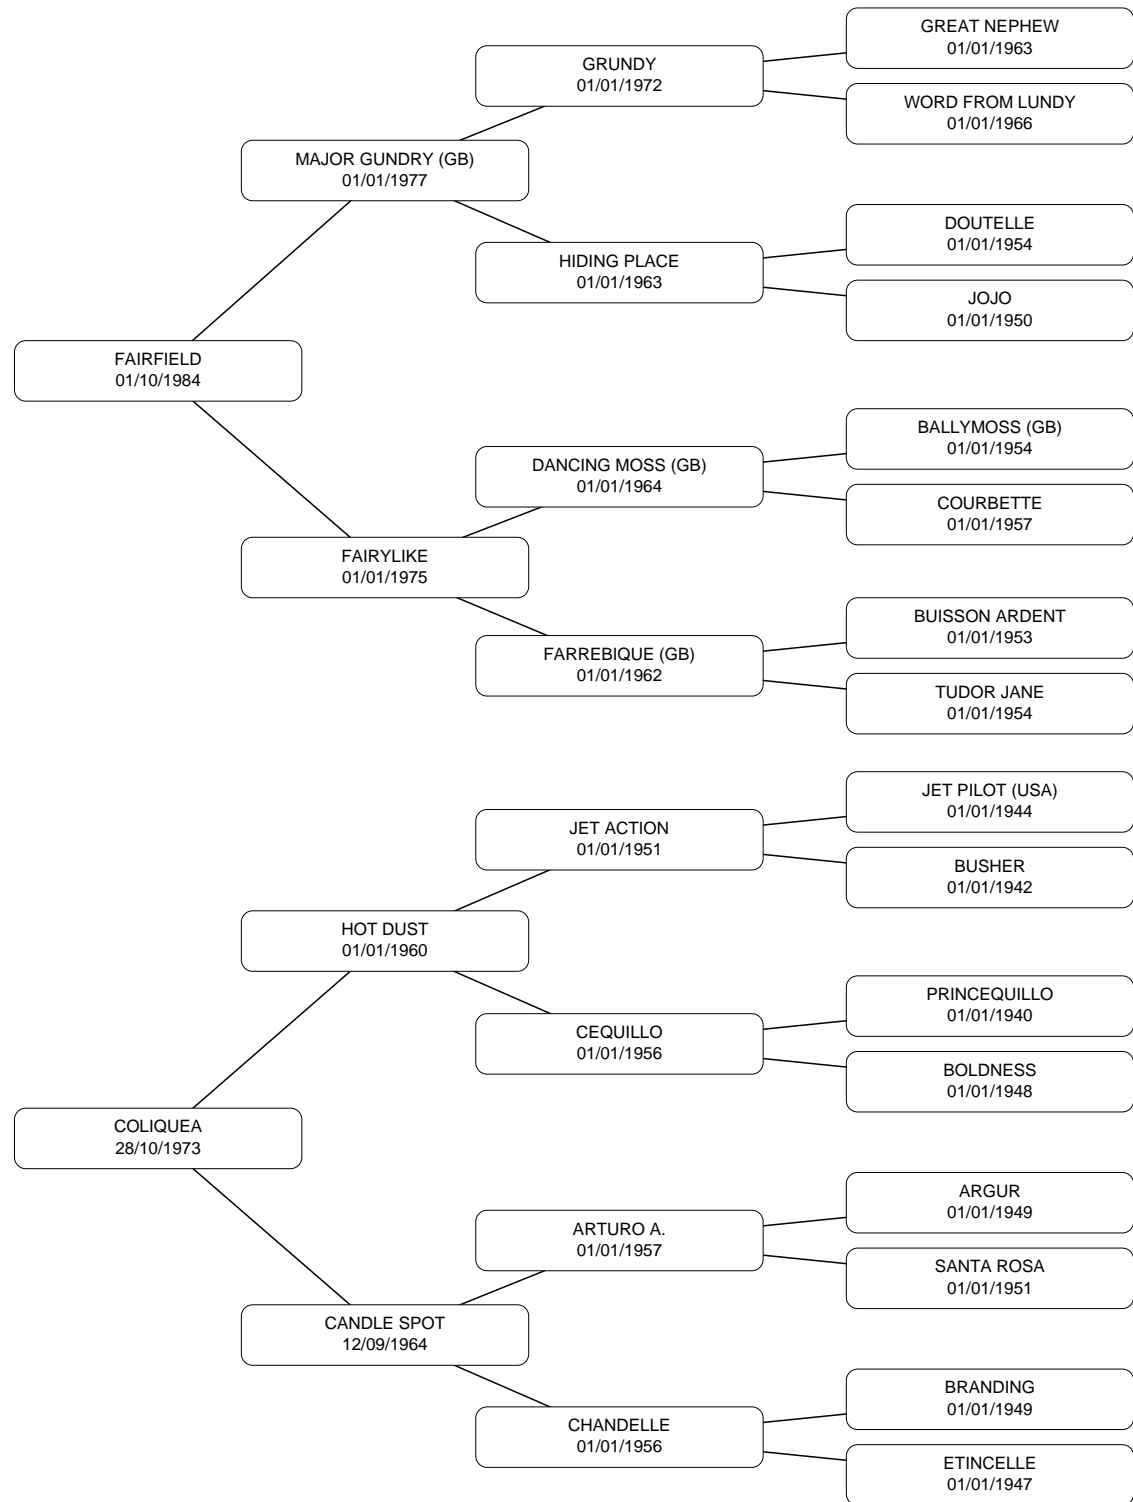 GREAT NEPHEW
01/01/1963
GRUNDY
01/01/1972
WORD FROM LUNDY
01/01/1966
MAJOR GUNDRY (GB)
01/01/1977
DOUTELLE
01/01/1954
HIDING PLACE
01/01/1963
JOJO
01/01/1950
FAIRFIELD
01/10/1984
BALLYMOSS (GB)
01/01/1954
DANCING MOSS (GB)
01/01/1964
COURBETTE
01/01/1957
FAIRYLIKE
01/01/1975
BUISSON ARDENT
01/01/1953
FARREBIQUE (GB)
01/01/1962
TUDOR JANE
01/01/1954
JET PILOT (USA)
01/01/1944
JET ACTION
01/01/1951
BUSHER
01/01/1942
HOT DUST
01/01/1960
PRINCEQUILLO
01/01/1940
CEQUILLO
01/01/1956
BOLDNESS
01/01/1948
COLIQUEA
28/10/1973
ARGUR
01/01/1949
ARTURO A.
01/01/1957
SANTA ROSA
01/01/1951
CANDLE SPOT
12/09/1964
BRANDING
01/01/1949
CHANDELLE
01/01/1956
ETINCELLE
01/01/1947